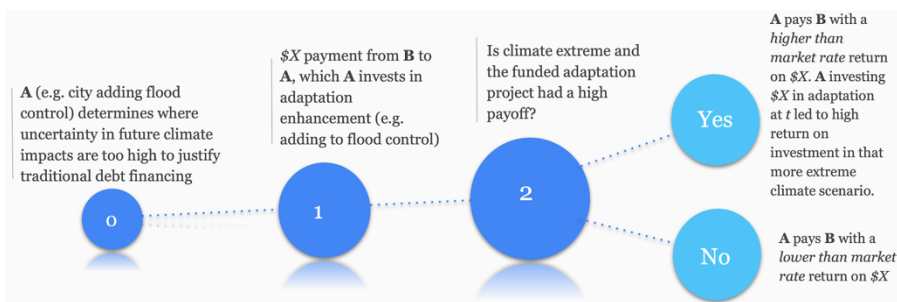 A (e.g. city adding flood
control) determines where
uncertainty in future climate
impacts are too high to justify
traditional debt financing
0
$X payment from B to
A, which A invests in
adaptation
enhancement (e.g.
adding to flood control)
1
Is climate extreme and
the funded adaptation
project had a high
payoff?
2
Yes
A pays B with a
higher than
market rate return
on $X. A investing
$X in adaptation
at t led to high
return on
investment in that
more extreme
climate scenario.
No
A pays B with a
lower than market
rate return on $X